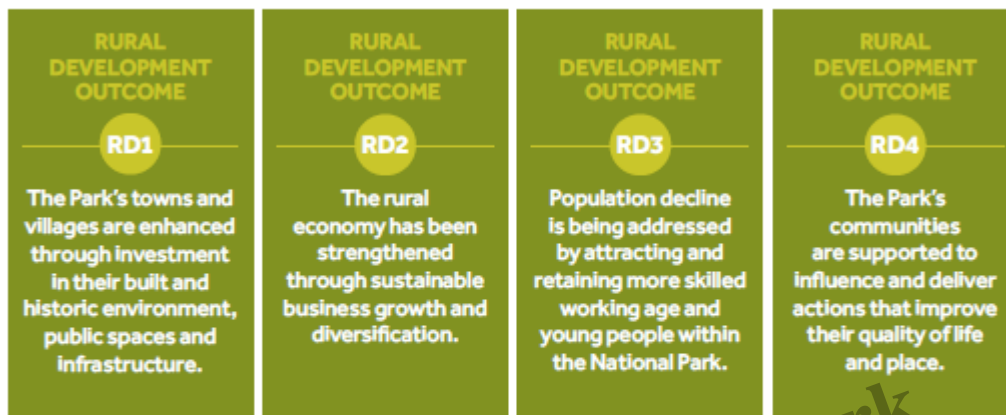 RURAL
DEVELOPMENT
OUTCOME
RD1
The Park's towns and
villages are enhanced
through investment
in their built and
historic environment,
public spaces and
infrastructure.
RURAL
DEVELOPMENT
OUTCOME
RD2
The rural
economy has been
strengthened
through sustainable
business growth and
diversification.
RURAL
DEVELOPMENT
OUTCOME
RD3
Population decline
is being addressed
by attracting and
retaining more skilled
working age and
young people within
the National Park.
RURAL
DEVELOPMENT
OUTCOME
RD4
The Park's
communities
are supported to
influence and deliver
actions that improve
their quality of life
and place.